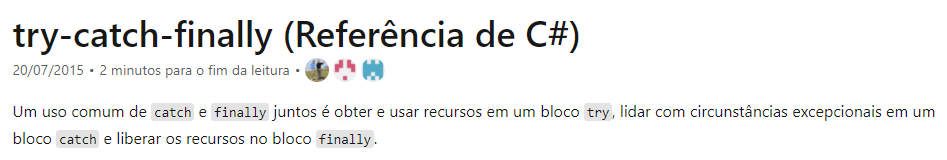 try-catch-finally (Referência de C#)
20/07/2015 • 2 minutos para o fim da leitura •
Um uso comum de catch e finally juntos é obter e usar recursos em um bloco try, lidar com circunstâncias excepcionais em um
bloco catch e liberar os recursos no bloco finally.